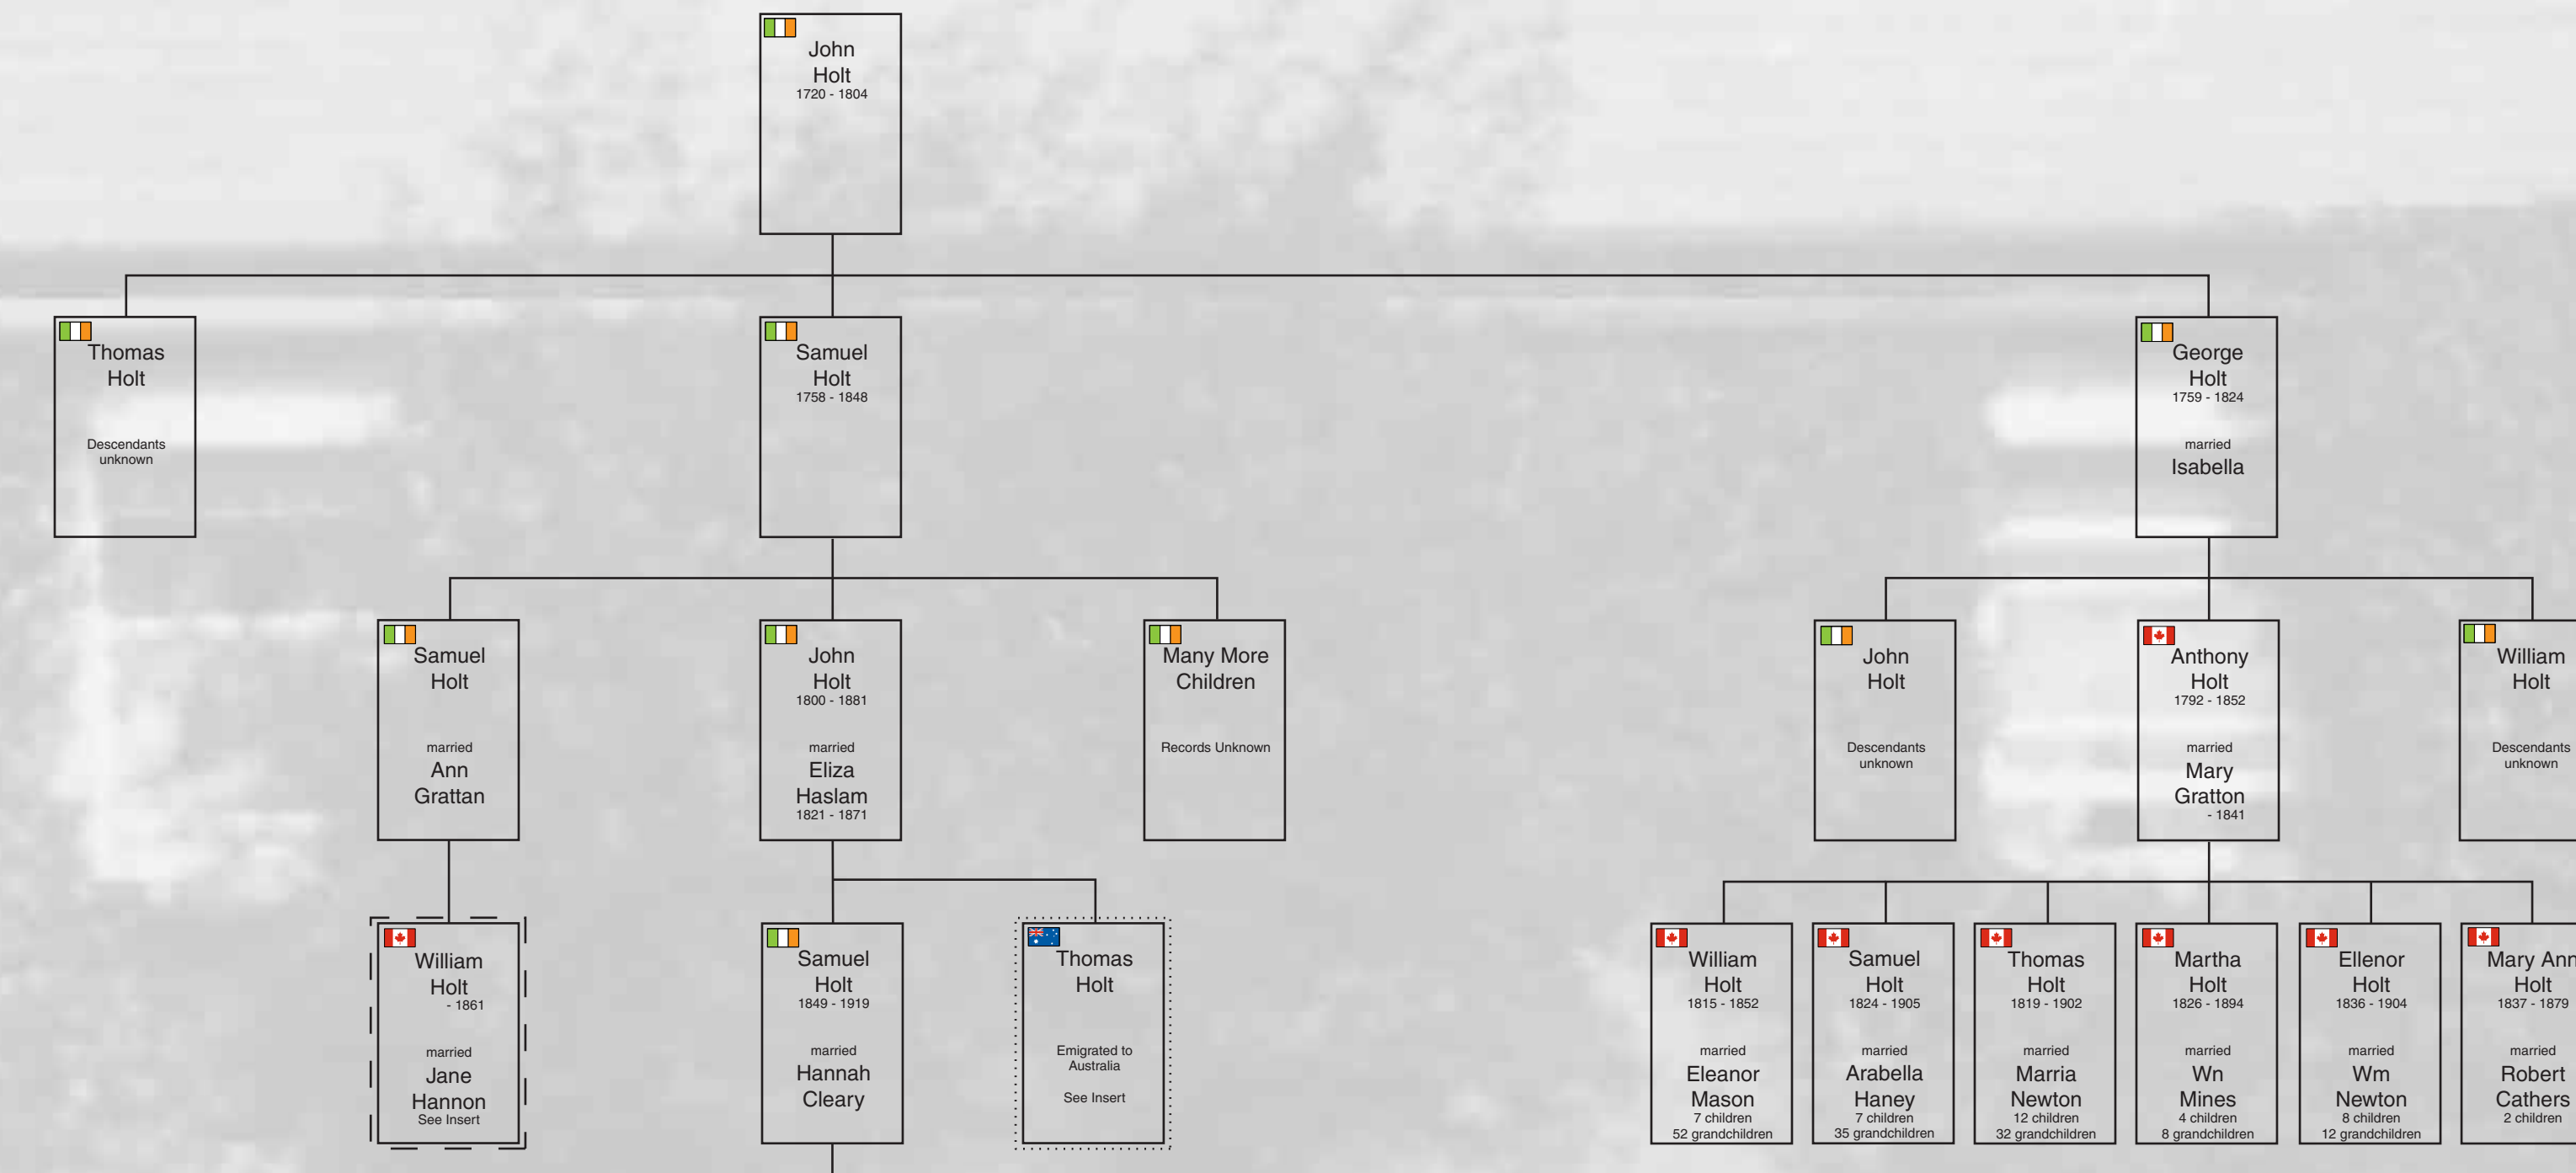 John
Holt
1720 - 1804
Thomas
Holt
Descendants
unknown
Samuel
Holt
1758 - 1848
George
Holt
1759 - 1824
married
Isabella
Samuel
Holt
married
Ann
Grattan
John
Holt
1800 - 1881
married
Eliza
Haslam
1821 - 1871
Many More
Children
Records Unknown
John
Holt
Descendants
unknown
Anthony
Holt
1792 - 1852
married
Mary
Gratton
- 1841
William
Holt
Descendants
unknown
William
Holt
- 1861
married
Jane
Hannon
See Insert
Samuel
Holt
1849 - 1919
married
Hannah
Cleary
Thomas
Holt
Emigrated to
Australia
See Insert
William
Holt
1815 - 1852
married
Eleanor
Mason
7 children
52 grandchildren
Samuel
Holt
1824 - 1905
married
Arabella
Haney
7 children
35 grandchildren
Thomas
Holt
1819 - 1902
married
Marria
Newton
12 children
32 grandchildren
Martha
Holt
1826 - 1894
married
Wn
Mines
4 children
8 grandchildren
Ellenor
Holt
1836 - 1904
married
Wm
Newton
8 children
12 grandchildren
Mary Ann
Holt
1837 - 1879
married
Robert
Cathers
2 children